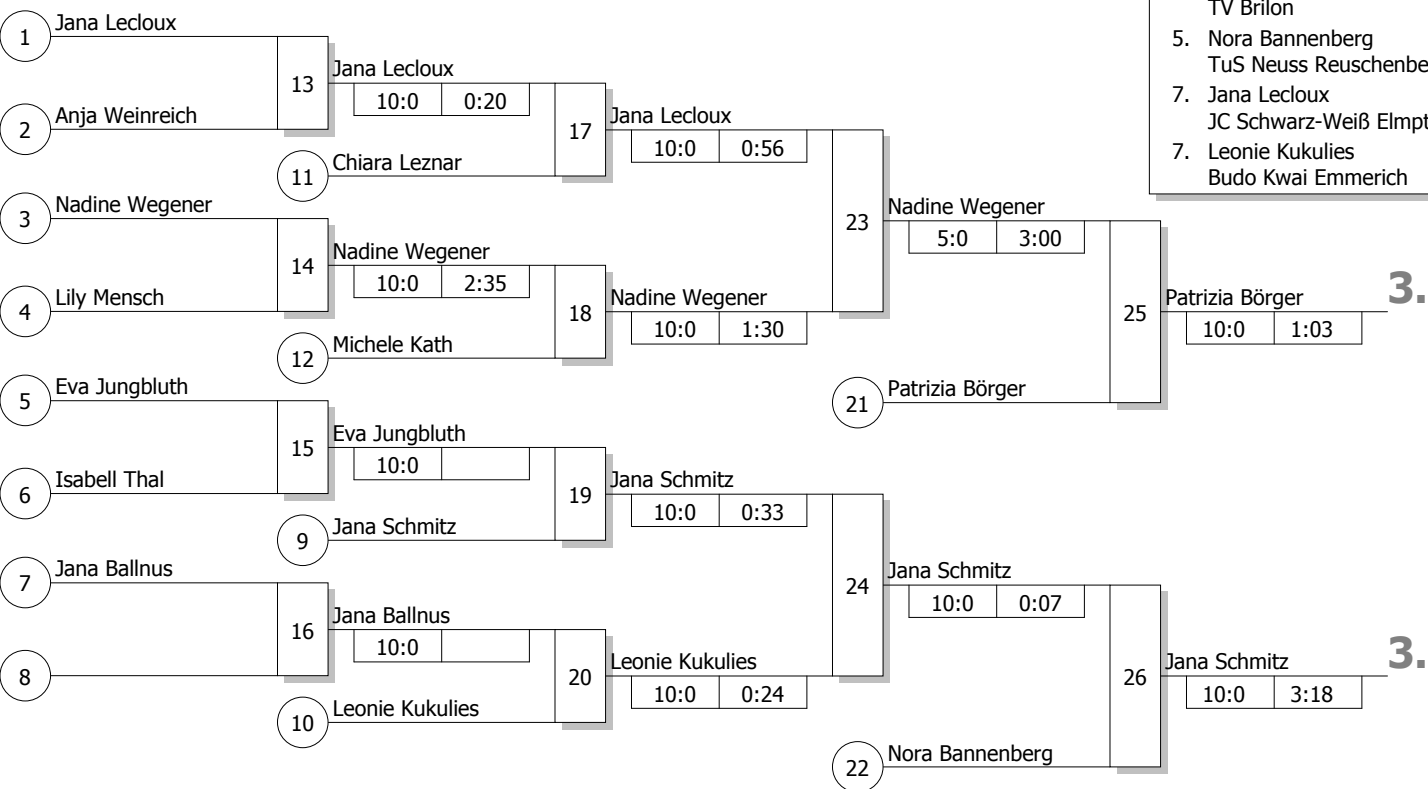 TV Brilon
5. Nora Bannenberg
TuS Neuss Reuschenbe
7. Jana Lecloux
JC Schwarz-Weiß Elmpt
7. Leonie Kukulies
Budo Kwai Emmerich
1 Jana Lecloux
13
Jana Lecloux
10:0 0:20
2 Anja Weinreich
17
Jana Lecloux
10:0 0:56
11 Chiara Leznar
3 Nadine Wegener
23
Nadine Wegener
5:0 3:00
14
Nadine Wegener
10:0 2:35
4 Lily Mensch
18
Nadine Wegener
10:0 1:30
25
Patrizia Börger
10:0 1:03
3.
12 Michele Kath
5 Eva Jungbluth
21 Patrizia Börger
15
Eva Jungbluth
10:0
6 Isabell Thal
19
Jana Schmitz
10:0 0:33
9 Jana Schmitz
7 Jana Ballnus
24
Jana Schmitz
10:0 0:07
16
Jana Ballnus
10:0
8
20
Leonie Kukulies
10:0 0:24
26
Jana Schmitz
10:0 3:18
3.
10 Leonie Kukulies
22 Nora Bannenberg